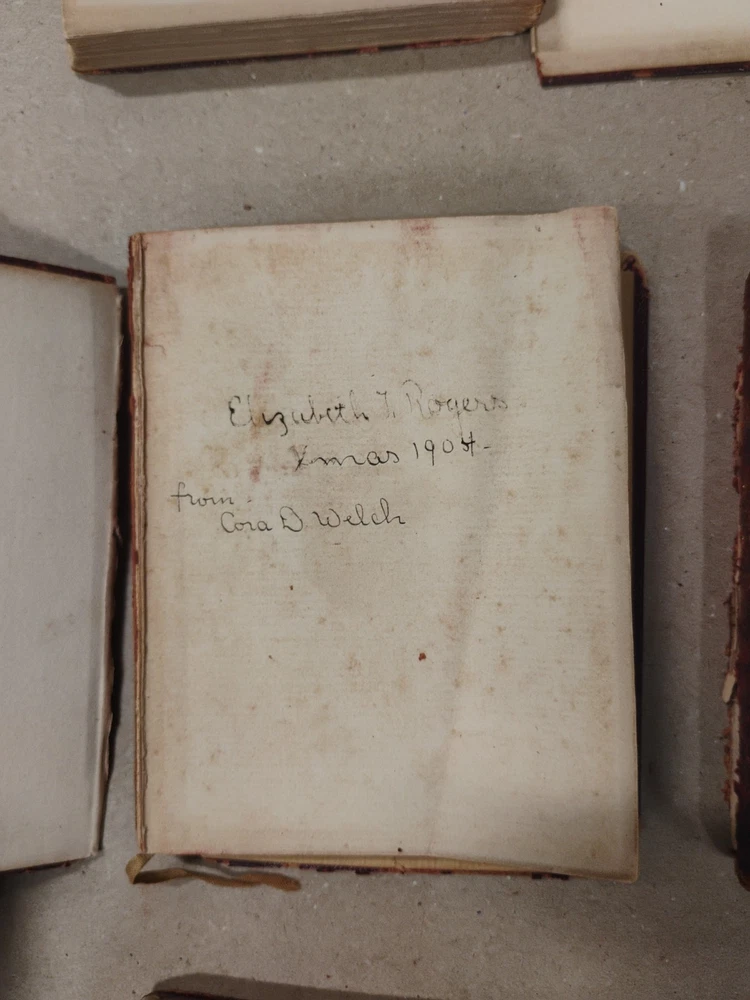 Elizabeth T. Rogers
Xmas 1904-
from -
Cora D. Welch